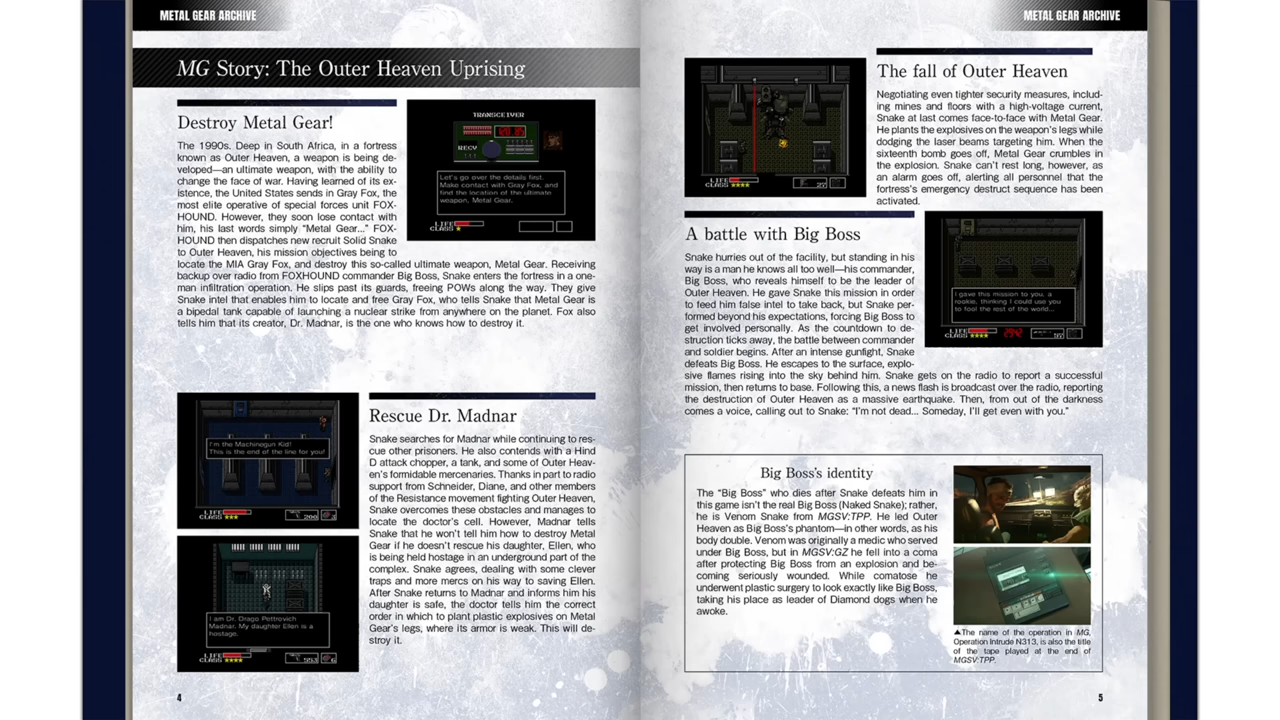 METAL GEAR ARCHIVE
MG Story: The Outer Heaven Uprising
Destroy Metal Gear!
The 1990s. Deep in South Africa, in a fortress
known as Outer Heaven, a weapon is being de-
veloped—an ultimate weapon, with the ability to
change the face of war. Having learned of its ex-
istence, the United States sends in Gray Fox, the
most elite operative of special forces unit FOX-
HOUND. However, they soon lose contact with
him, his last words simply “Metal Gear...” FOX-
HOUND then dispatches new recruit Solid Snake
to Outer Heaven, his mission objectives being to
locate the MIA Gray Fox, and destroy this so-called ultimate weapon, Metal Gear. Receiving
backup over radio from FOXHOUND commander Big Boss, Snake enters the fortress in a one-
man infiltration operation. He slips past its guards, freeing POWs along the way. They give
Snake intel that enables him to locate and free Gray Fox, who tells Snake that Metal Gear is
a bipedal tank capable of launching a nuclear strike from anywhere on the planet. Fox also
tells him that its creator, Dr. Madnar, is the one who knows how to destroy it.
TRANSCEIVER
120.85
RECV
Let's go over the details first.
Make contact with Gray Fox, and
find the location of the ultimate
weapon, Metal Gear.
LIFE
CLASS ★
I'm the Machinegun Kid!
This is the end of the line for you!
LIFE
CLASS ★★★
200
3
I am Dr. Drago Pettrovich
Madnar. My daughter Ellen is a
hostage.
LIFE
CLASS ★★★★
553
6
Rescue Dr. Madnar
Snake searches for Madnar while continuing to res-
cue other prisoners. He also contends with a Hind
D attack chopper, a tank, and some of Outer Heav-
en's formidable mercenaries. Thanks in part to radio
support from Schneider, Diane, and other members
of the Resistance movement fighting Outer Heaven,
Snake overcomes these obstacles and manages to
locate the doctor's cell. However, Madnar tells
Snake that he won't tell him how to destroy Metal
Gear if he doesn't rescue his daughter, Ellen, who
is being held hostage in an underground part of the
complex. Snake agrees, dealing with some clever
traps and more mercs on his way to saving Ellen.
After Snake returns to Madnar and informs him his
daughter is safe, the doctor tells him the correct
order in which to plant plastic explosives on Metal
Gear's legs, where its armor is weak. This will de-
stroy it.
4
METAL GEAR ARCHIVE
LIFE
CLASS ★★★★
27
The fall of Outer Heaven
Negotiating even tighter security measures, includ-
ing mines and floors with a high-voltage current,
Snake at last comes face-to-face with Metal Gear.
He plants the explosives on the weapon's legs while
dodging the laser beams targeting him. When the
sixteenth bomb goes off, Metal Gear crumbles in
the explosion. Snake can't rest long, however, as
an alarm goes off, alerting all personnel that the
fortress's emergency destruct sequence has been
activated.
A battle with Big Boss
Snake hurries out of the facility, but standing in his
way is a man he knows all too well—his commander,
Big Boss, who reveals himself to be the leader of
Outer Heaven. He gave Snake this mission in order
to feed him false intel to take back, but Snake per-
formed beyond his expectations, forcing Big Boss to
get involved personally. As the countdown to de-
struction ticks away, the battle between commander
and soldier begins. After an intense gunfight, Snake
defeats Big Boss. He escapes to the surface, explo-
sive flames rising into the sky behind him. Snake gets on the radio to report a successful
mission, then returns to base. Following this, a news flash is broadcast over the radio, reporting
the destruction of Outer Heaven as a massive earthquake. Then, from out of the darkness
comes a voice, calling out to Snake: “I'm not dead... Someday, I'll get even with you.”
I gave this mission to you, a
rookie, thinking I could use you
to fool the rest of the world...
LIFE
CLASS ★★★★
Big Boss's identity
The “Big Boss” who dies after Snake defeats him in
this game isn't the real Big Boss (Naked Snake); rather,
he is Venom Snake from MGSV:TPP. He led Outer
Heaven as Big Boss's phantom—in other words, as his
body double. Venom was originally a medic who served
under Big Boss, but in MGSV:GZ he fell into a coma
after protecting Big Boss from an explosion and be-
coming seriously wounded. While comatose he
underwent plastic surgery to look exactly like Big Boss,
taking his place as leader of Diamond dogs when he
awoke.
▲The name of the operation in MG,
Operation Intrude N313, is also the title
of the tape played at the end of
MGSV:TPP.
5